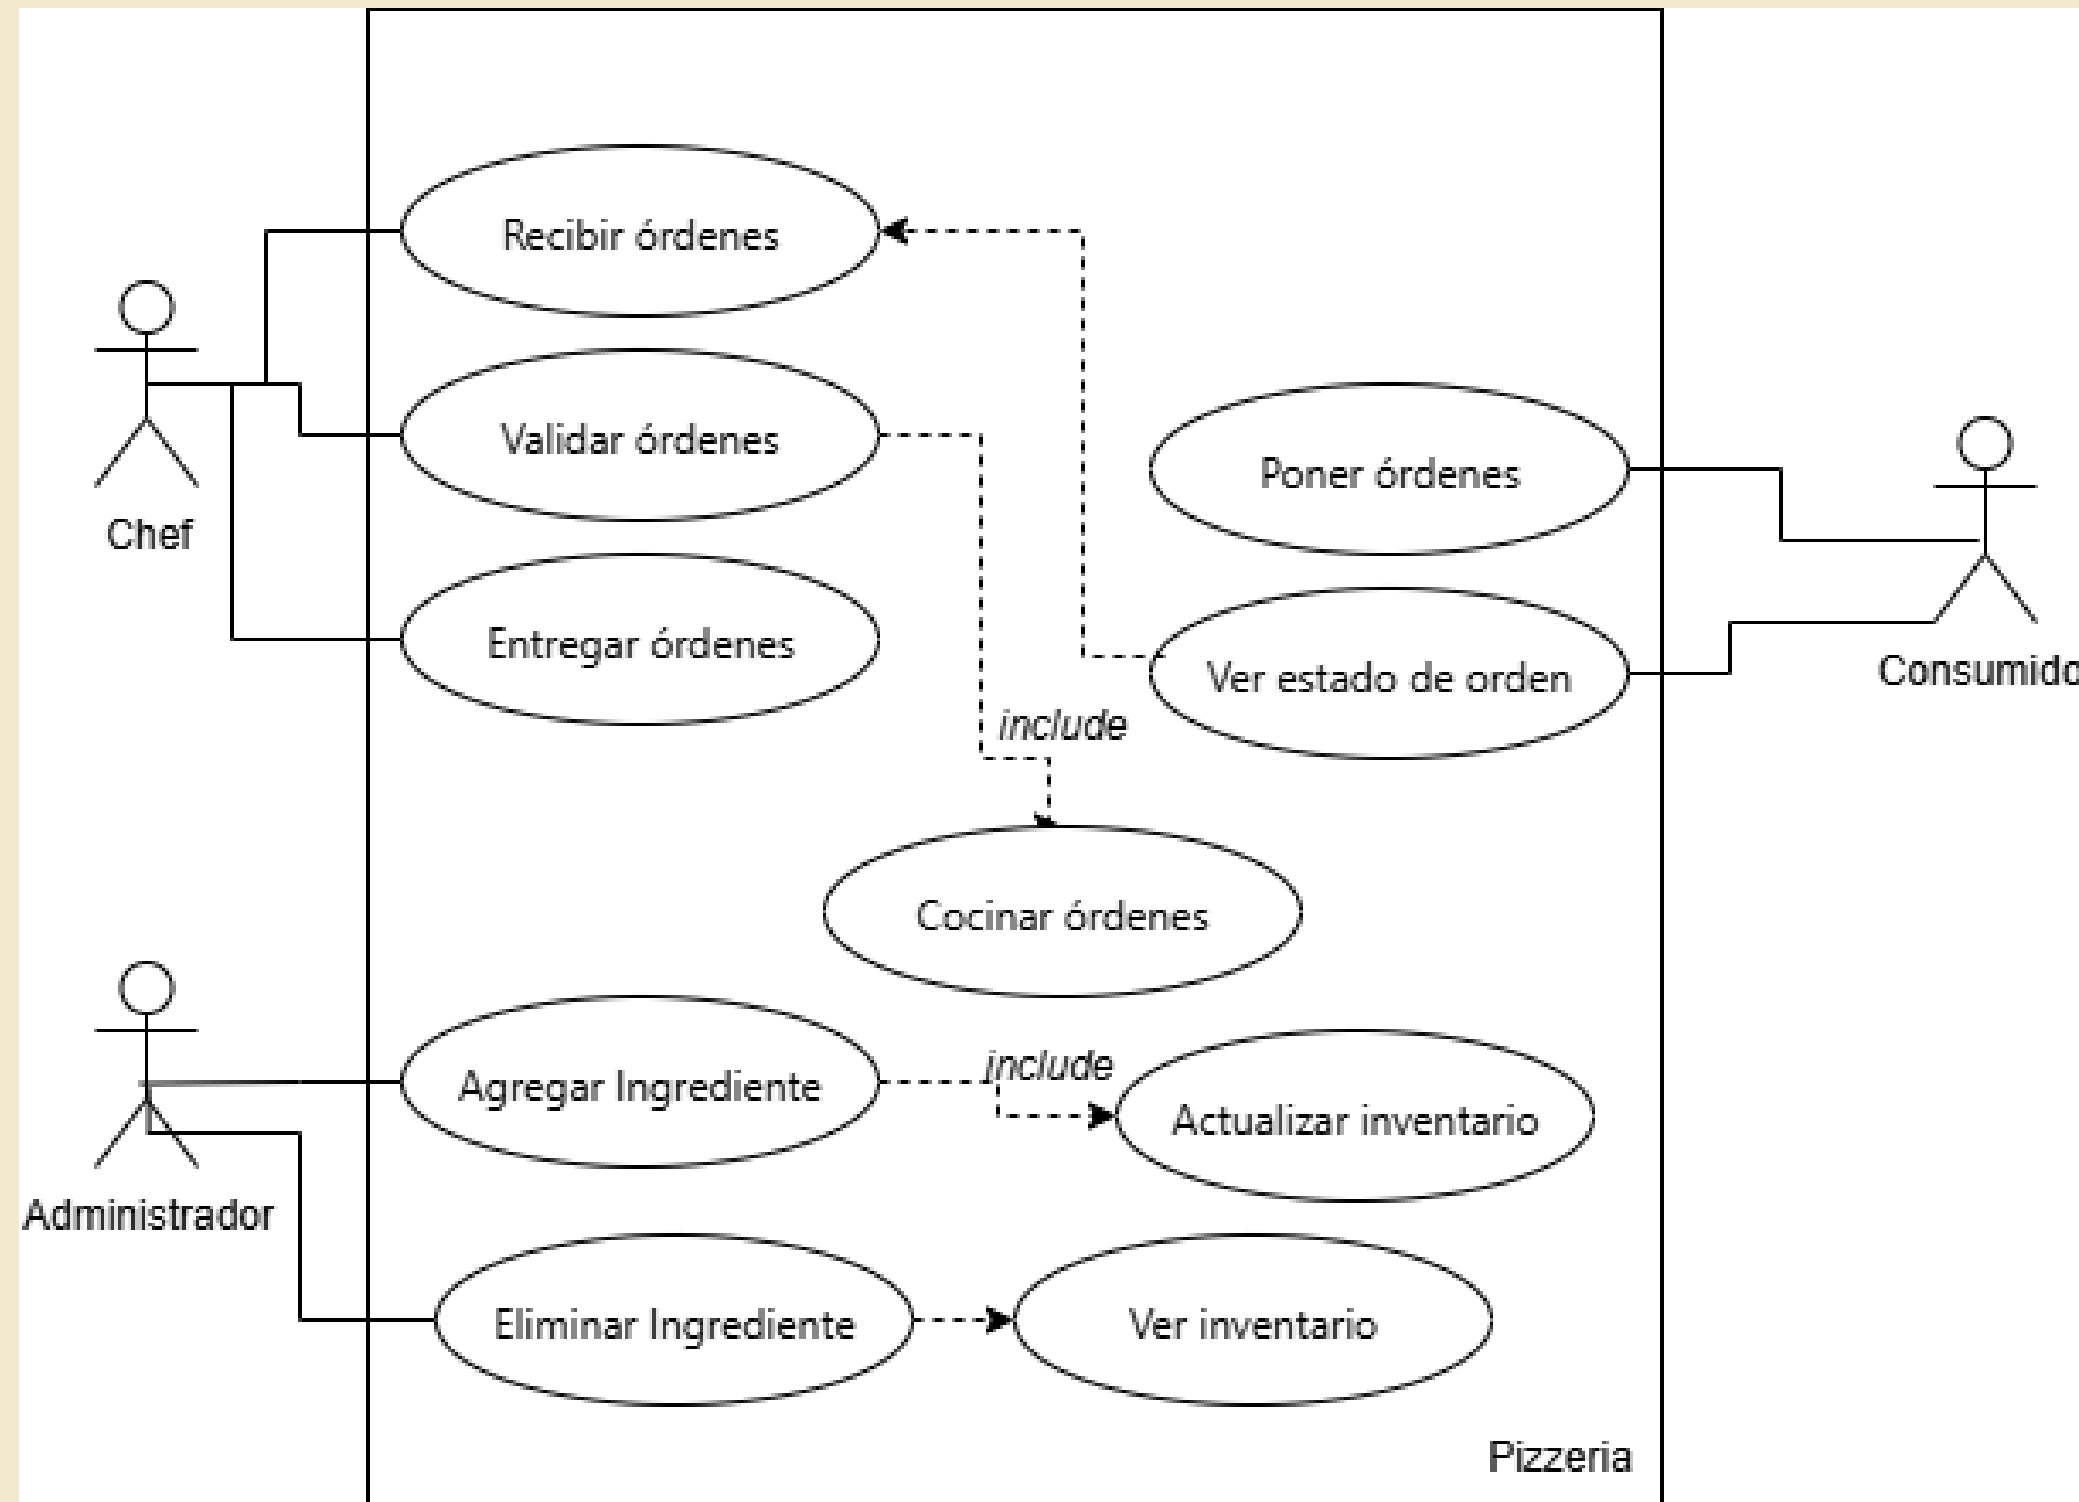 Recibir órdenes
Validar órdenes
Poner órdenes
Chef
Entregar órdenes
Ver estado de orden
Consumido
include
Cocinar órdenes
include
Agregar Ingrediente
Actualizar inventario
Administrador
Eliminar Ingrediente
Ver inventario
Pizzeria